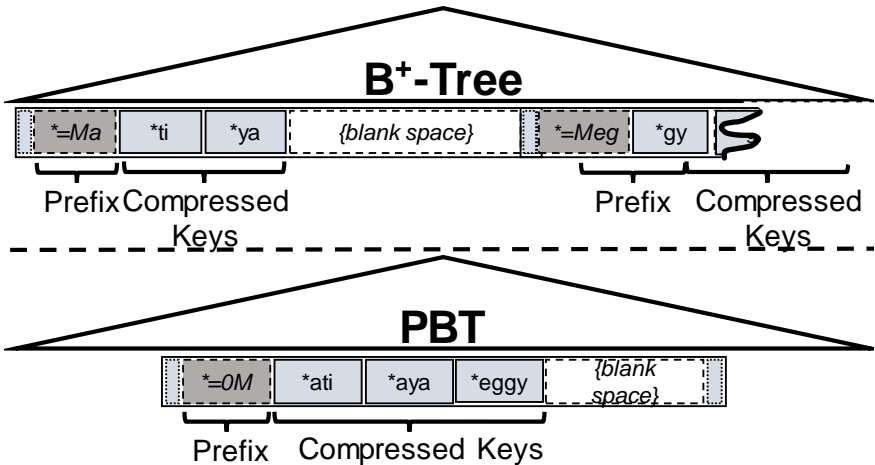 B+-Tree
*=Ma *ti *ya {blank space} *=Meg *gy
Prefix Compressed Keys Prefix Compressed Keys
PBT
*=0M *ati *aya *eggy {blank space}
Prefix Compressed Keys